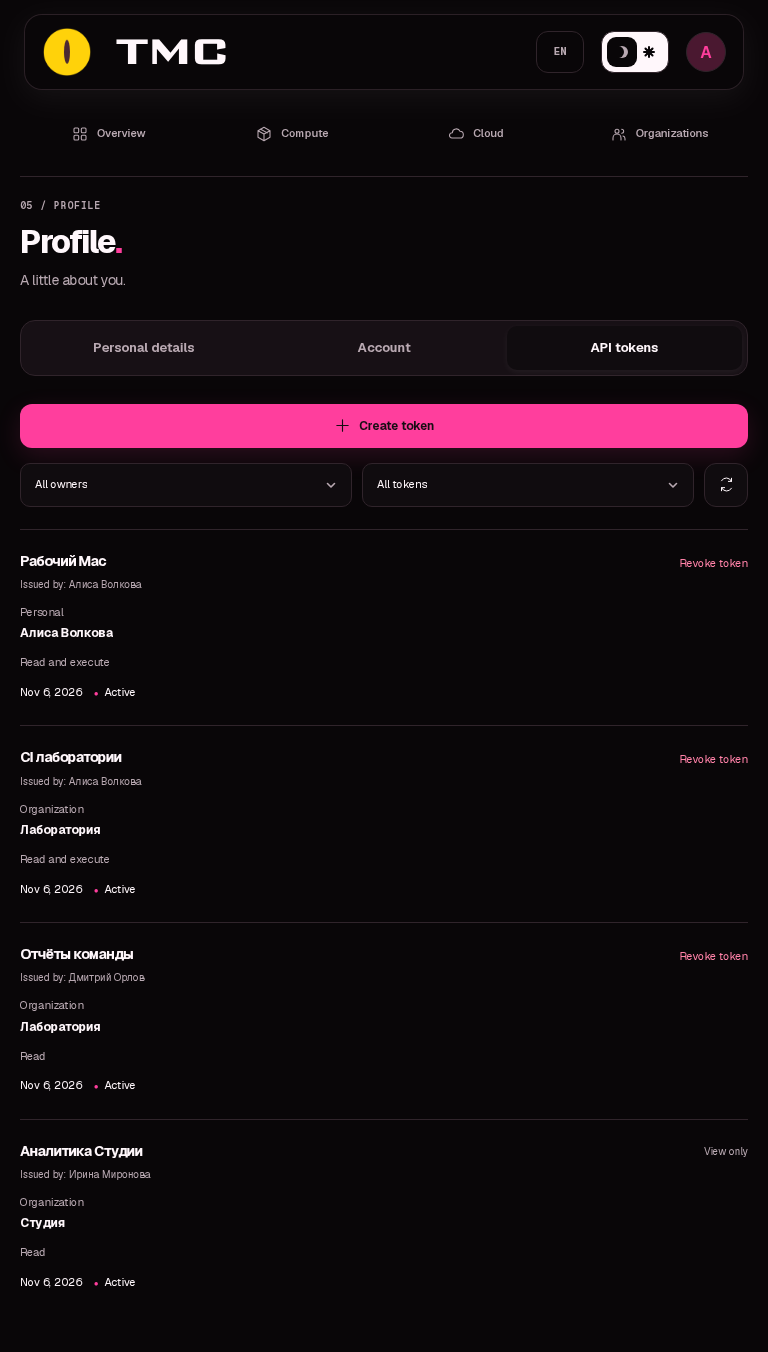 TMC
EN
A
Overview
Compute
Cloud
Organizations
05 / PROFILE
Profile.
A little about you.
Personal details
Account
API tokens
Create token
All owners
All tokens
Рабочий Mac
Revoke token
Issued by: Алиса Волкова
Personal
Алиса Волкова
Read and execute
Nov 6, 2026 • Active
CI лаборатории
Revoke token
Issued by: Алиса Волкова
Organization
Лаборатория
Read and execute
Nov 6, 2026 • Active
Отчёты команды
Revoke token
Issued by: Дмитрий Орлов
Organization
Лаборатория
Read
Nov 6, 2026 • Active
Аналитика Студии
View only
Issued by: Ирина Миронова
Organization
Студия
Read
Nov 6, 2026 • Active